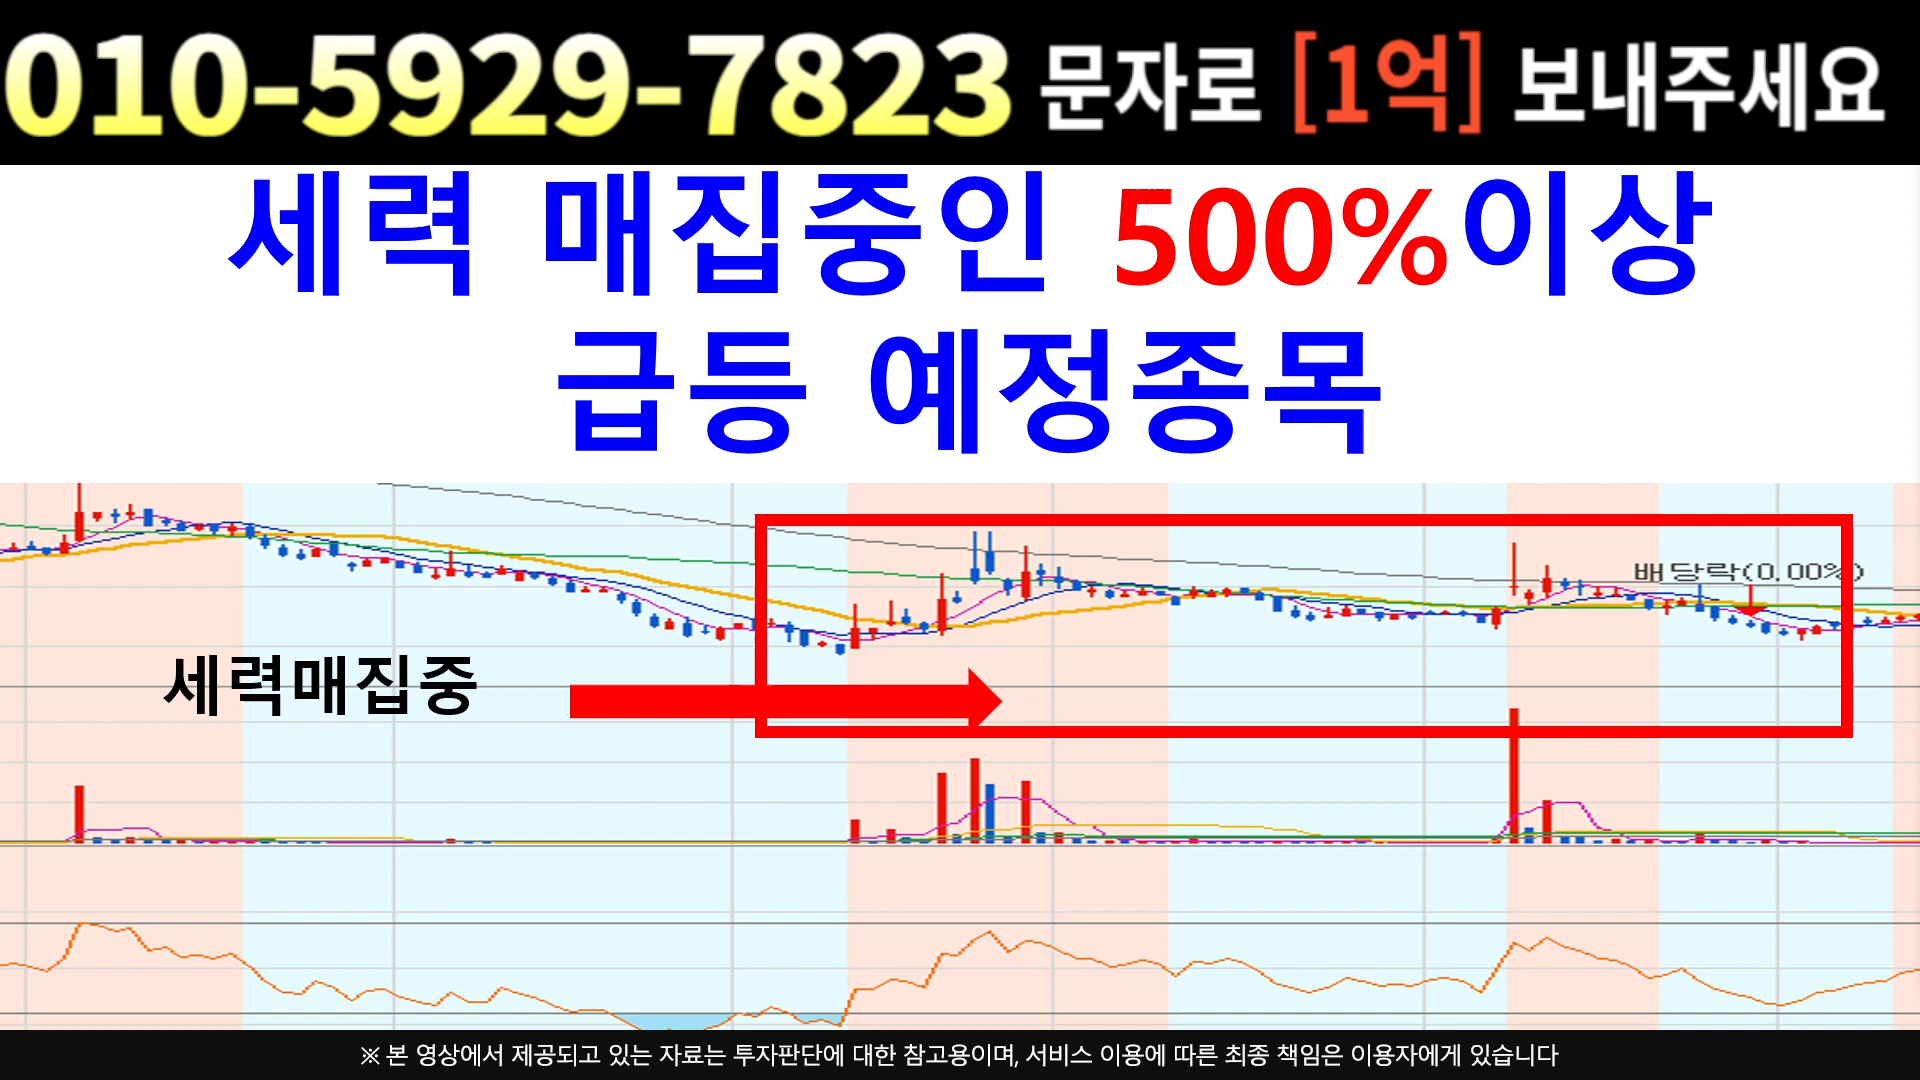 010-5929-7823 문자로 [1억] 보내주세요
세력 매집중인 500%이상
급등 예정종목
배당락(0.00%)
세력매집중
※ 본 영상에서 제공되고 있는 자료는 투자판단에 대한 참고용이며, 서비스 이용에 따른 최종 책임은 이용자에게 있습니다